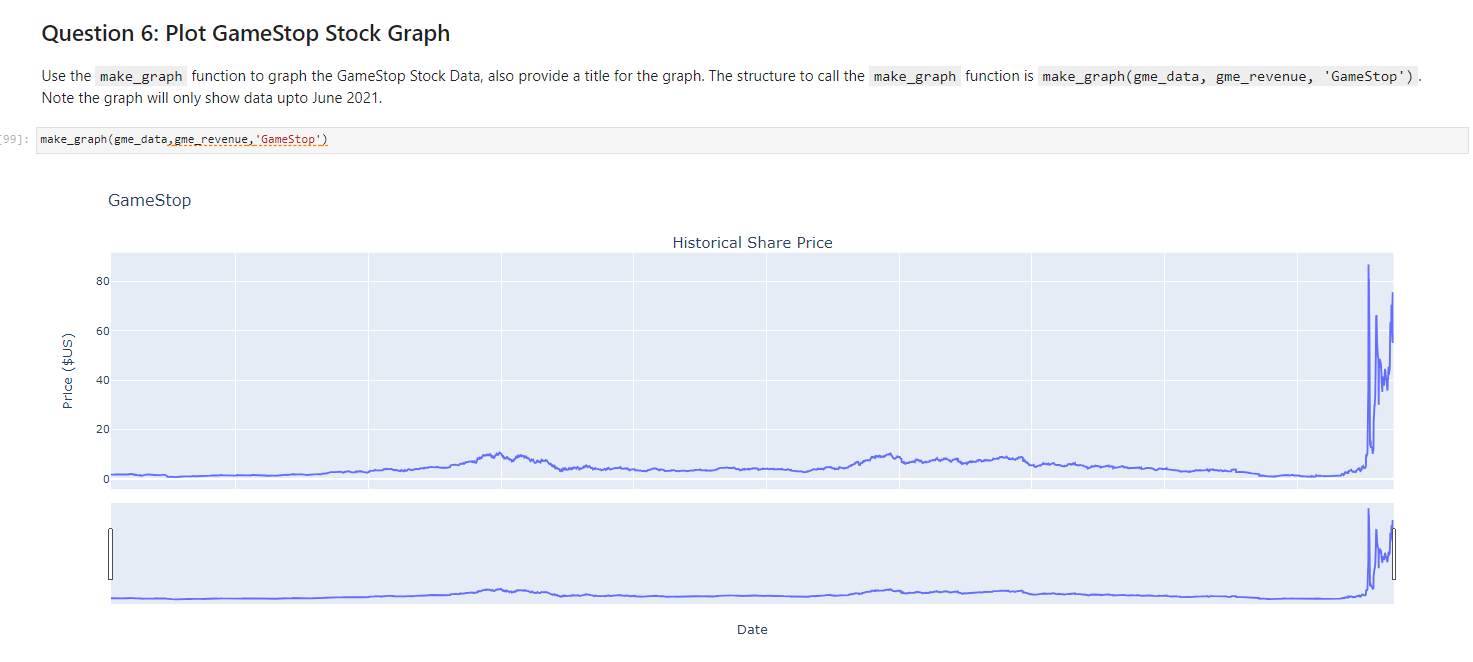 Question 6: Plot GameStop Stock Graph
Use the make_graph function to graph the GameStop Stock Data, also provide a title for the graph. The structure to call the make_graph function is make_graph(gme_data, gme_revenue, 'GameStop').
Note the graph will only show data upto June 2021.
[99]: make_graph(gme_data,gme_revenue,'GameStop')
GameStop
Historical Share Price
80
60
40
20
0
Price ($US)
Date